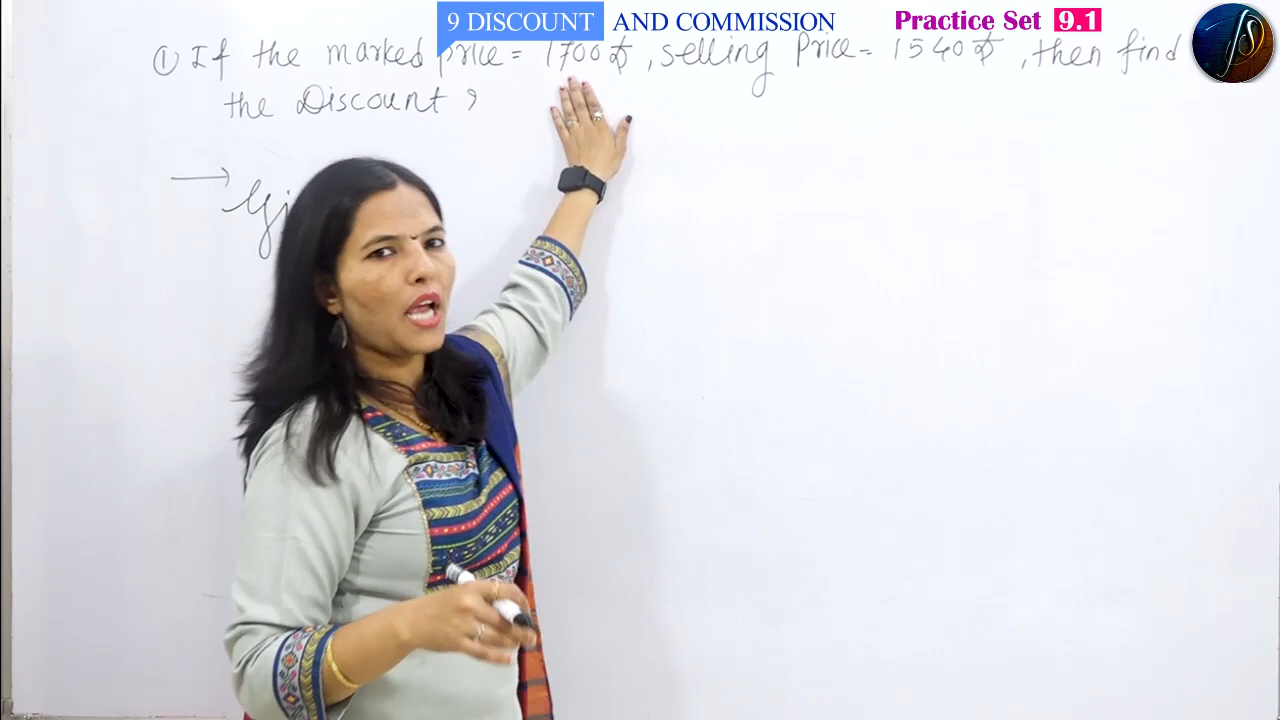 9 DISCOUNT AND COMMISSION
Practice Set 9.1
① If the marked price = 1700 रु, selling Price = 1540 रु, then find
the Discount ?
→ Gi